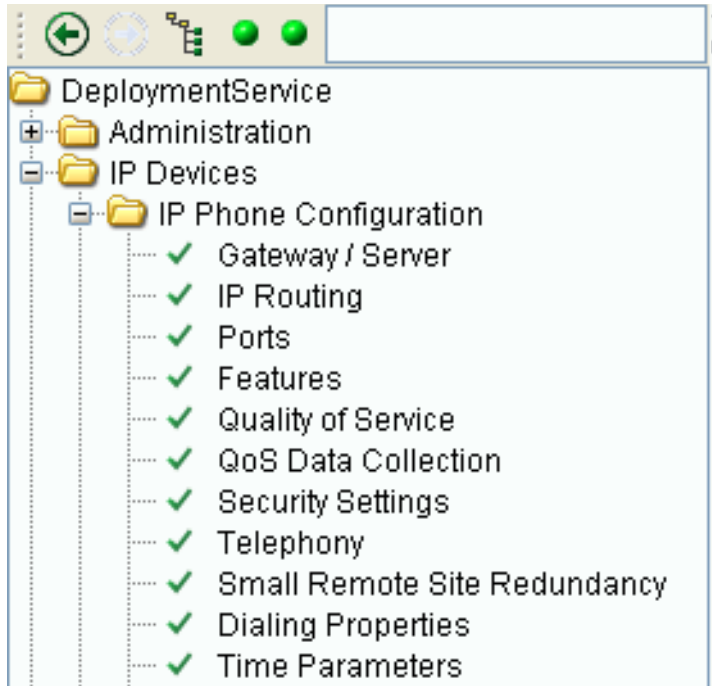 DeploymentService
Administration
IP Devices
IP Phone Configuration
Gateway / Server
IP Routing
Ports
Features
Quality of Service
QoS Data Collection
Security Settings
Telephony
Small Remote Site Redundancy
Dialing Properties
Time Parameters